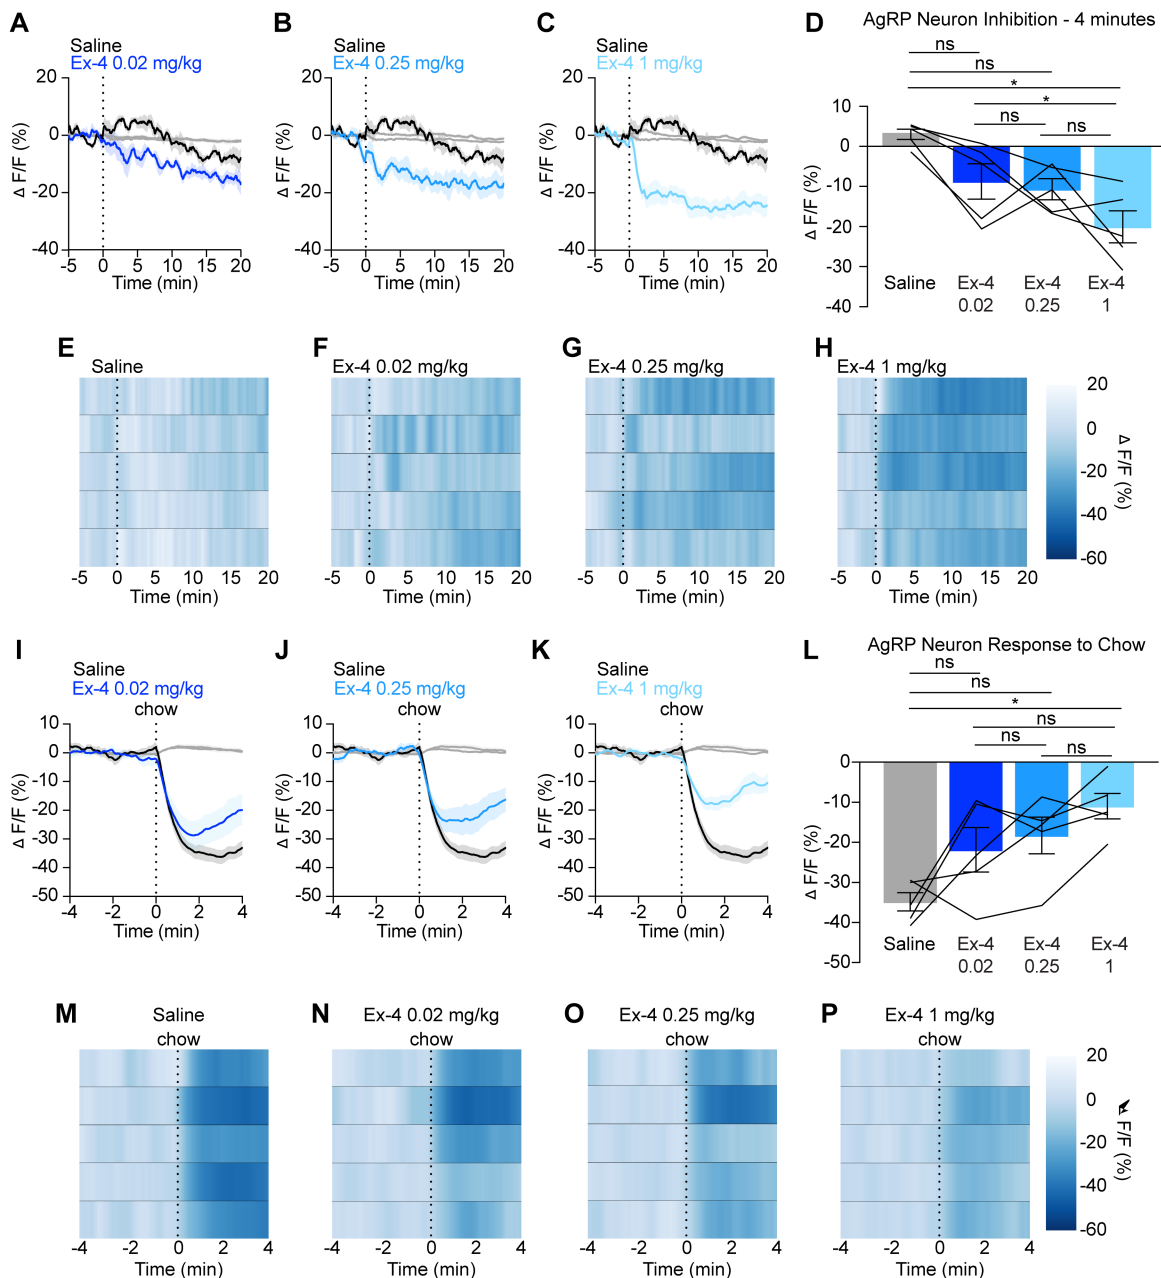 A
Saline
Ex-4 0.02 mg/kg
20
0
-20
-40
Δ F/F (%)
-5 0 5 10 15 20
Time (min)
B
Saline
Ex-4 0.25 mg/kg
20
0
-20
-40
Δ F/F (%)
-5 0 5 10 15 20
Time (min)
C
Saline
Ex-4 1 mg/kg
20
0
-20
-40
Δ F/F (%)
-5 0 5 10 15 20
Time (min)
D
AgRP Neuron Inhibition - 4 minutes
ns
ns
*
*
ns
ns
10
0
-10
-20
-30
-40
Δ F/F (%)
Saline Ex-4 Ex-4 Ex-4
0.02 0.25 1
E
Saline
-5 0 5 10 15 20
Time (min)
F
Ex-4 0.02 mg/kg
-5 0 5 10 15 20
Time (min)
G
Ex-4 0.25 mg/kg
-5 0 5 10 15 20
Time (min)
H
Ex-4 1 mg/kg
-5 0 5 10 15 20
Time (min)
20
0
-20
-40
-60
Δ F/F (%)
I
Saline
Ex-4 0.02 mg/kg
chow
10
0
-10
-20
-30
-40
-50
Δ F/F (%)
-4 -2 0 2 4
Time (min)
J
Saline
Ex-4 0.25 mg/kg
chow
10
0
-10
-20
-30
-40
-50
Δ F/F (%)
-4 -2 0 2 4
Time (min)
K
Saline
Ex-4 1 mg/kg
chow
10
0
-10
-20
-30
-40
-50
Δ F/F (%)
-4 -2 0 2 4
Time (min)
L
AgRP Neuron Response to Chow
ns
ns
*
ns
ns
ns
0
-10
-20
-30
-40
-50
Δ F/F (%)
Saline Ex-4 Ex-4 Ex-4
0.02 0.25 1
M
Saline
chow
-4 -2 0 2 4
Time (min)
N
Ex-4 0.02 mg/kg
chow
-4 -2 0 2 4
Time (min)
O
Ex-4 0.25 mg/kg
chow
-4 -2 0 2 4
Time (min)
P
Ex-4 1 mg/kg
chow
-4 -2 0 2 4
Time (min)
20
0
-20
-40
-60
F/F (%)